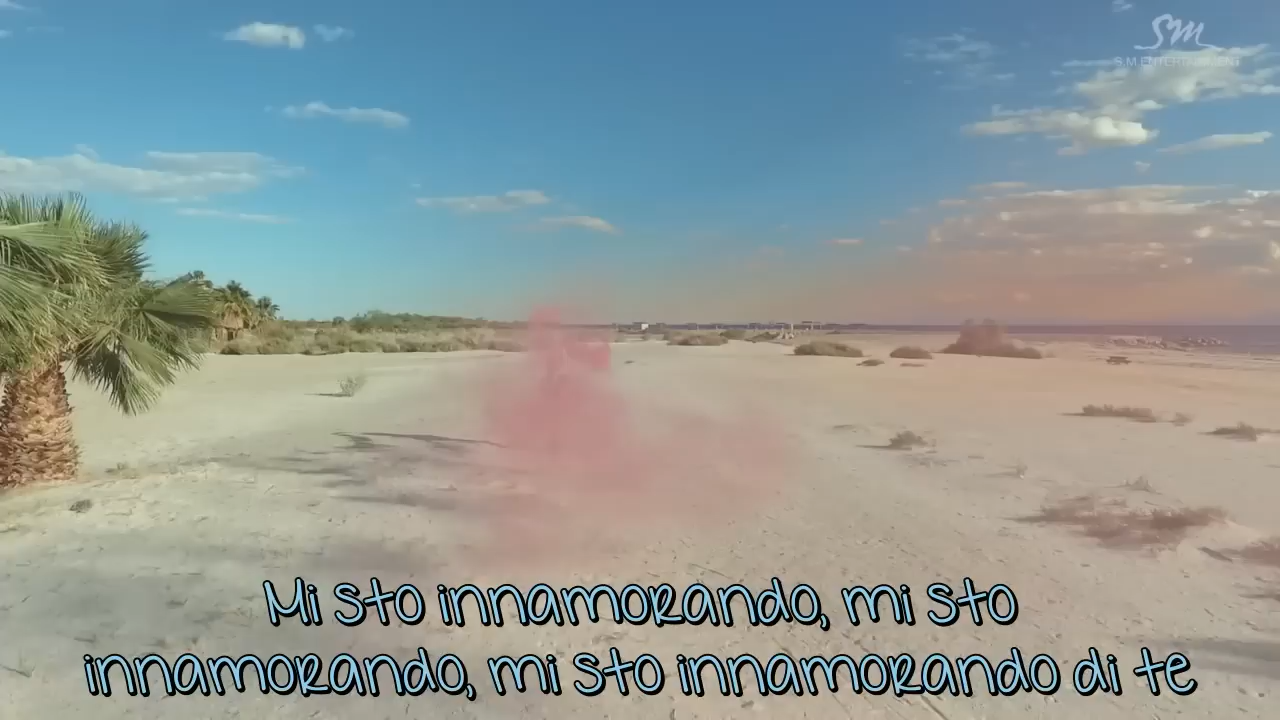 SM
S.M.ENTERTAINMENT
Mi sto innamorando, mi sto
innamorando, mi sto innamorando di te